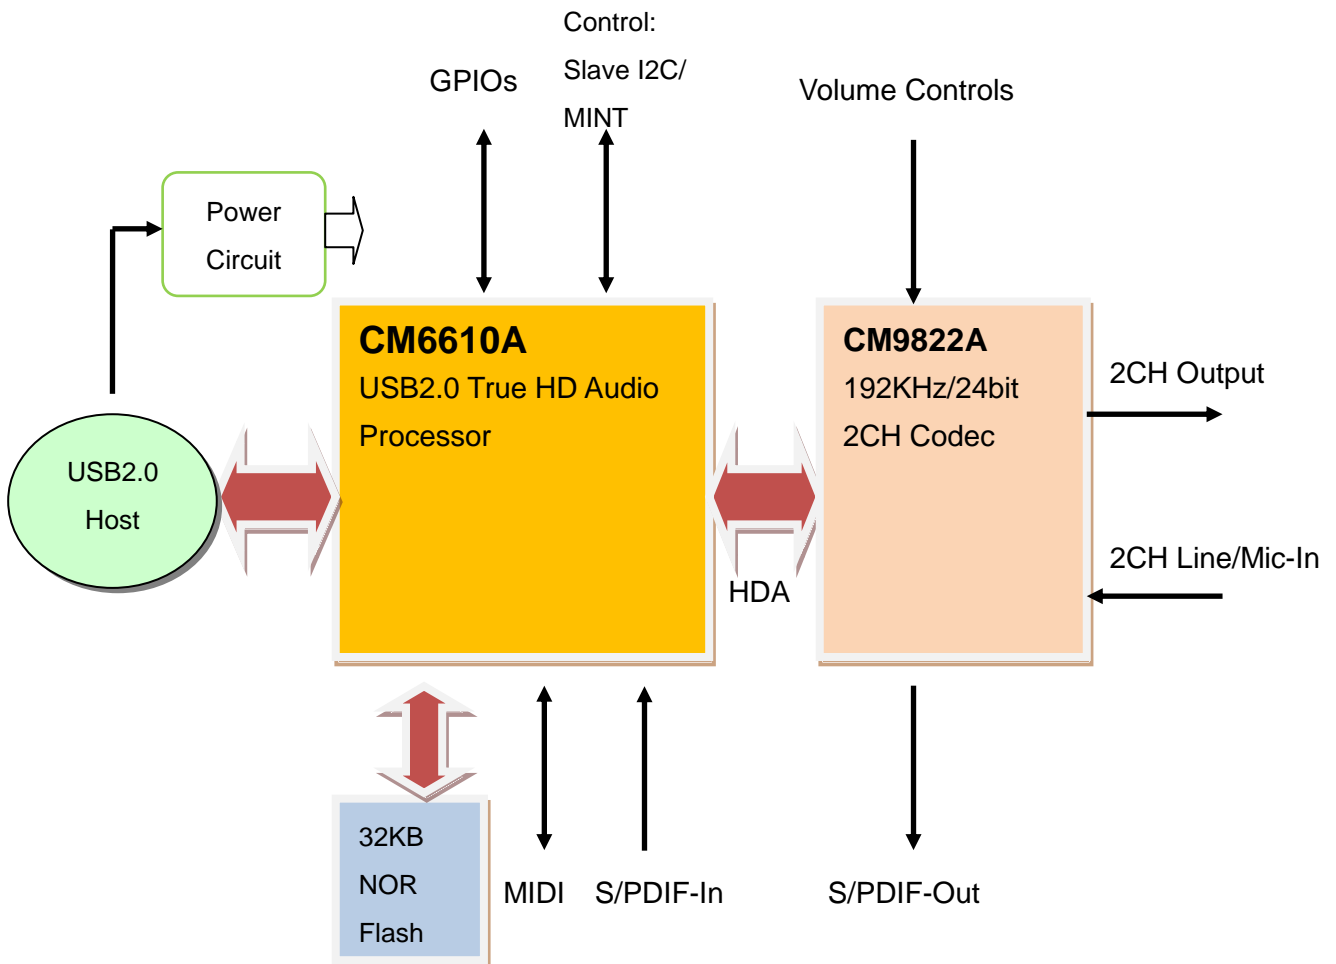 Control:
Slave I2C/
MINT
GPIOs
Volume Controls
Power
Circuit
CM6610A
USB2.0 True HD Audio
Processor
CM9822A
192KHz/24bit
2CH Codec
2CH Output
USB2.0
Host
2CH Line/Mic-In
HDA
32KB
NOR
Flash
MIDI
S/PDIF-In
S/PDIF-Out